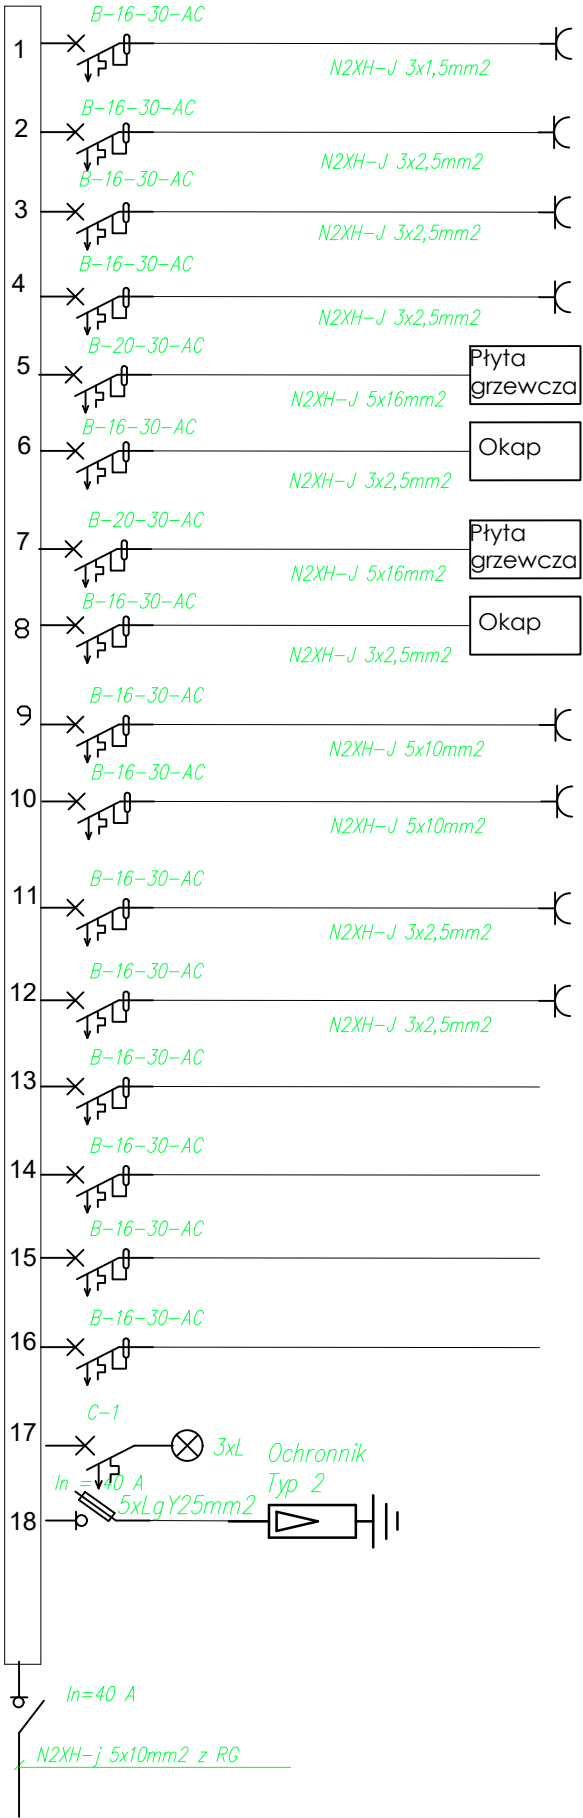 B-16-30-AC
1
N2XH-J 3x1,5mm2
B-16-30-AC
2
N2XH-J 3x2,5mm2
B-16-30-AC
3
N2XH-J 3x2,5mm2
B-16-30-AC
4
N2XH-J 3x2,5mm2
B-20-30-AC
5
Płyta
grzewcza
N2XH-J 5x16mm2
B-16-30-AC
6
Okap
N2XH-J 3x2,5mm2
B-20-30-AC
7
Płyta
grzewcza
N2XH-J 5x16mm2
B-16-30-AC
8
Okap
N2XH-J 3x2,5mm2
B-16-30-AC
9
N2XH-J 5x10mm2
B-16-30-AC
10
N2XH-J 5x10mm2
B-16-30-AC
11
N2XH-J 3x2,5mm2
B-16-30-AC
12
N2XH-J 3x2,5mm2
B-16-30-AC
13
B-16-30-AC
14
B-16-30-AC
15
B-16-30-AC
16
C-1
17
3xL
Ochronnik
Typ 2
In = 40 A
5xLgY25mm2
18
In=40 A
N2XH-j 5x10mm2 z RG